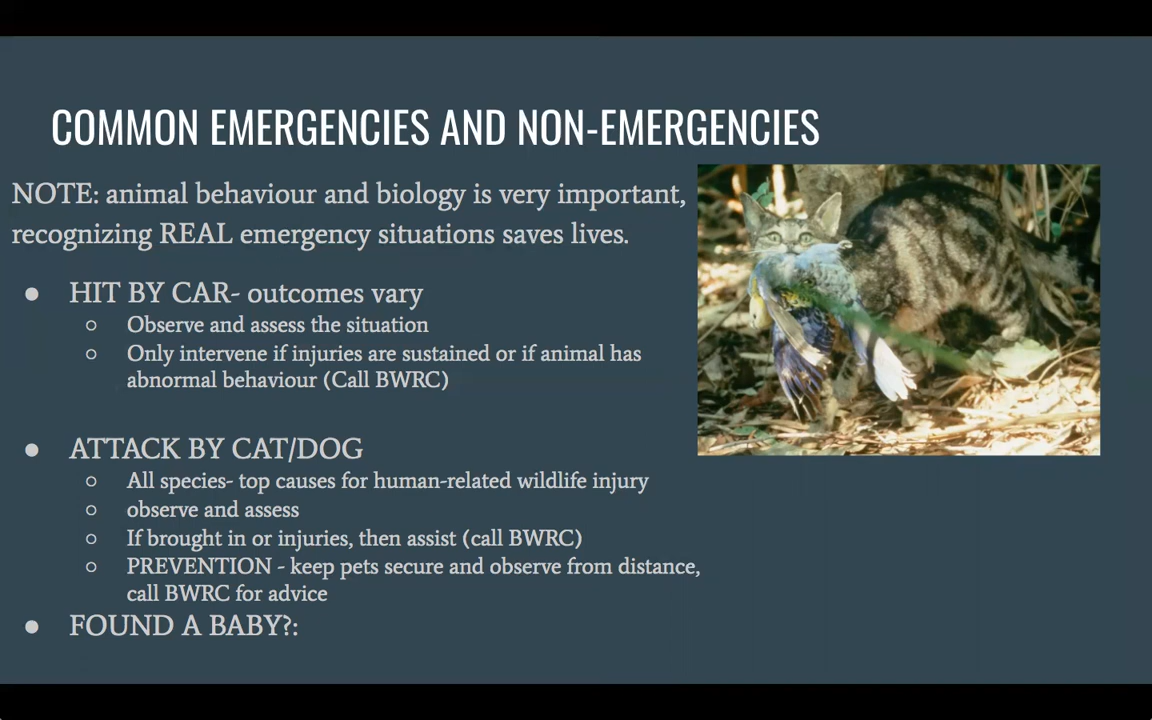 COMMON EMERGENCIES AND NON-EMERGENCIES
NOTE: animal behaviour and biology is very important,
recognizing REAL emergency situations saves lives.
● HIT BY CAR- outcomes vary
○ Observe and assess the situation
○ Only intervene if injuries are sustained or if animal has
abnormal behaviour (Call BWRC)
● ATTACK BY CAT/DOG
○ All species- top causes for human-related wildlife injury
○ observe and assess
○ If brought in or injuries, then assist (call BWRC)
○ PREVENTION - keep pets secure and observe from distance,
call BWRC for advice
● FOUND A BABY?: